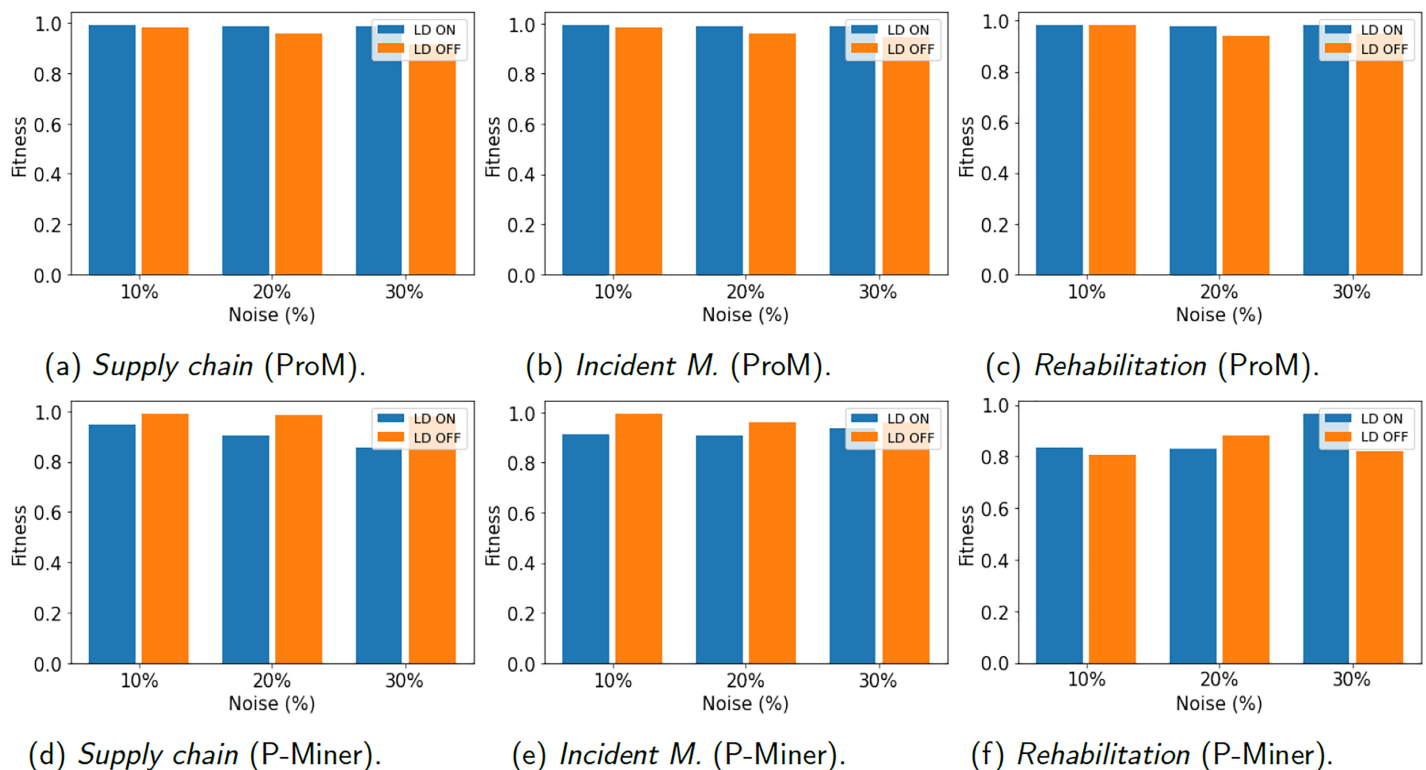 1.0
0.8
0.6
0.4
0.2
0.0
Fitness
LD ON
LD OFF
10% 20% 30%
Noise (%)
(a) Supply chain (ProM).
1.0
0.8
0.6
0.4
0.2
0.0
Fitness
LD ON
LD OFF
10% 20% 30%
Noise (%)
(b) Incident M. (ProM).
1.0
0.8
0.6
0.4
0.2
0.0
Fitness
LD ON
LD OFF
10% 20% 30%
Noise (%)
(c) Rehabilitation (ProM).
1.0
0.8
0.6
0.4
0.2
0.0
Fitness
LD ON
LD OFF
10% 20% 30%
Noise (%)
(d) Supply chain (P-Miner).
1.0
0.8
0.6
0.4
0.2
0.0
Fitness
LD ON
LD OFF
10% 20% 30%
Noise (%)
(e) Incident M. (P-Miner).
1.0
0.8
0.6
0.4
0.2
0.0
Fitness
LD ON
LD OFF
10% 20% 30%
Noise (%)
(f) Rehabilitation (P-Miner).